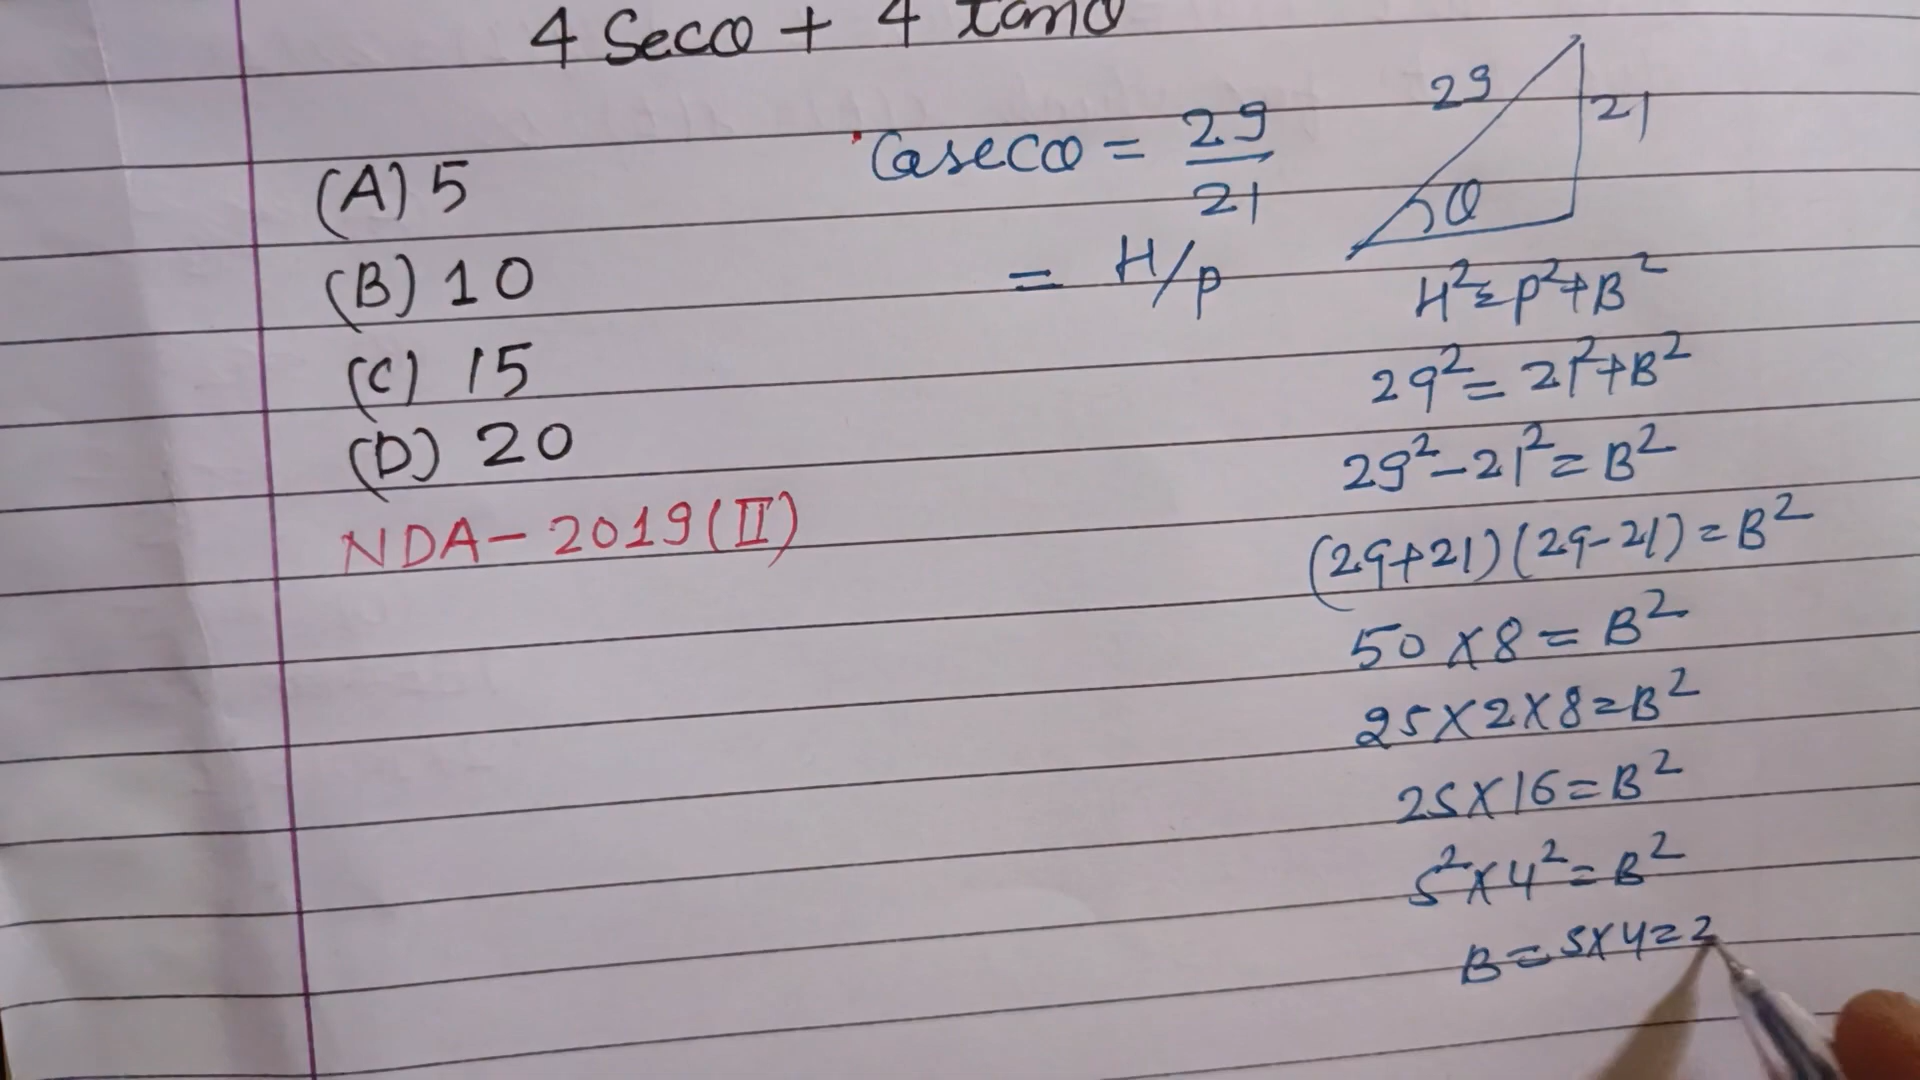 4 Secθ + 4 tanθ
(A) 5
(B) 10
(C) 15
(D) 20
NDA-2019(II)
Cosecθ = 29/21
= H/P
29
21
θ
H²=P²+B²
29²=21²+B²
29²-21²=B²
(29+21)(29-21)=B²
50×8=B²
25×2×8=B²
25×16=B²
5²×4²=B²
B=5×4=2